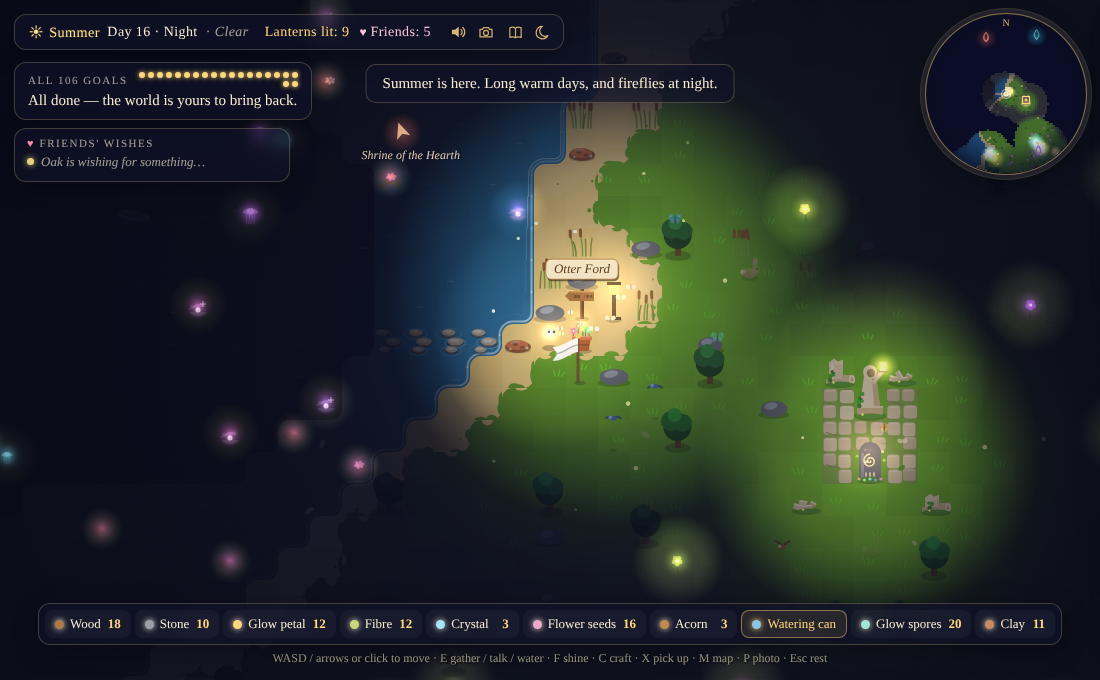 Summer Day 16 · Night · Clear Lanterns lit: 9 ♥ Friends: 5
ALL 106 GOALS
All done — the world is yours to bring back.
♥ FRIENDS' WISHES
Oak is wishing for something…
Summer is here. Long warm days, and fireflies at night.
N
Shrine of the Hearth
Otter Ford
Wood 18
Stone 10
Glow petal 12
Fibre 12
Crystal 3
Flower seeds 16
Acorn 3
Watering can
Glow spores 20
Clay 11
WASD / arrows or click to move · E gather / talk / water · F shine · C craft · X pick up · M map · P photo · Esc rest